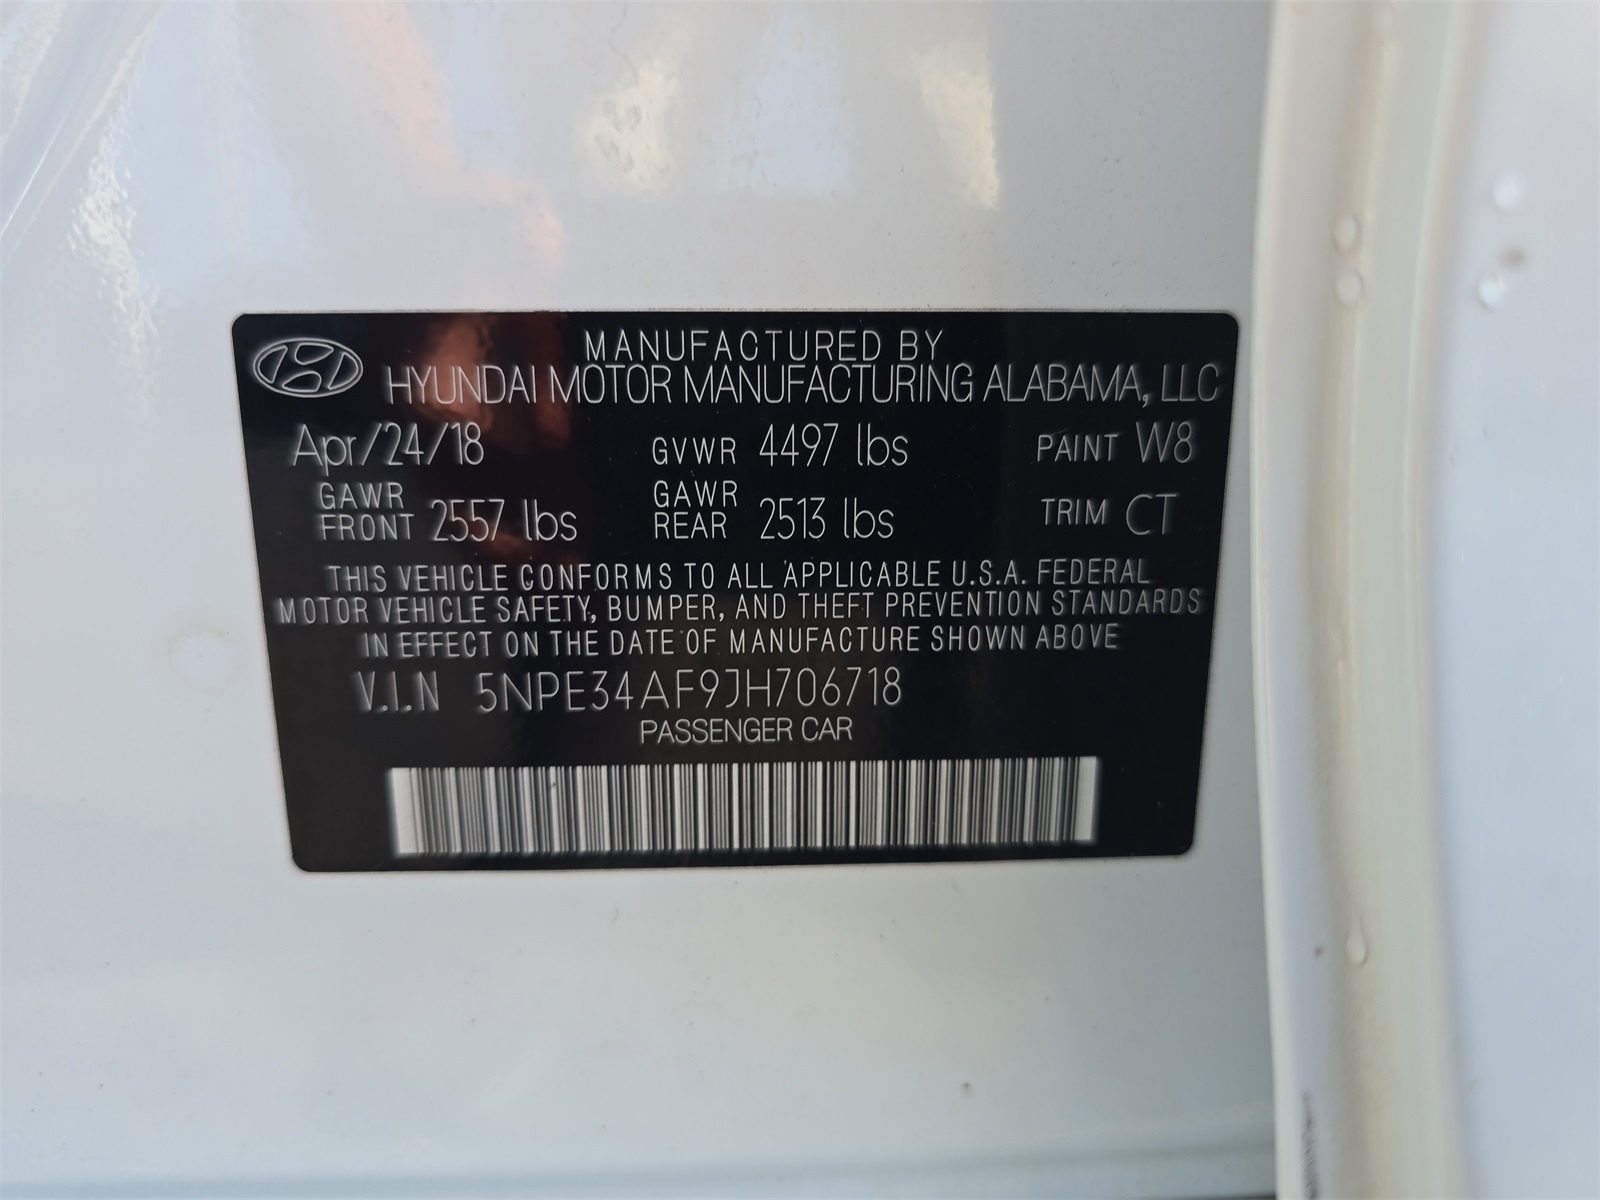 MANUFACTURED BY
HYUNDAI MOTOR MANUFACTURING ALABAMA, LLC
Apr/24/18 GVWR 4497 lbs PAINT W8
GAWR FRONT 2557 lbs GAWR REAR 2513 lbs TRIM CT
THIS VEHICLE CONFORMS TO ALL APPLICABLE U.S.A. FEDERAL
MOTOR VEHICLE SAFETY, BUMPER, AND THEFT PREVENTION STANDARDS
IN EFFECT ON THE DATE OF MANUFACTURE SHOWN ABOVE
V.I.N 5NPE34AF9JH706718
PASSENGER CAR